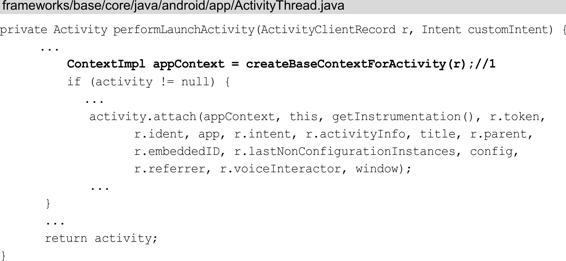 frameworks/base/core/java/android/app/ActivityThread.java
private Activity performLaunchActivity(ActivityClientRecord r, Intent customIntent) {
...
ContextImpl appContext = createBaseContextForActivity(r);//1
if (activity != null) {
...
activity.attach(appContext, this, getInstrumentation(), r.token,
r.ident, app, r.intent, r.activityInfo, title, r.parent,
r.embeddedID, r.lastNonConfigurationInstances, config,
r.referrer, r.voiceInteractor, window);
...
}
...
return activity;
}